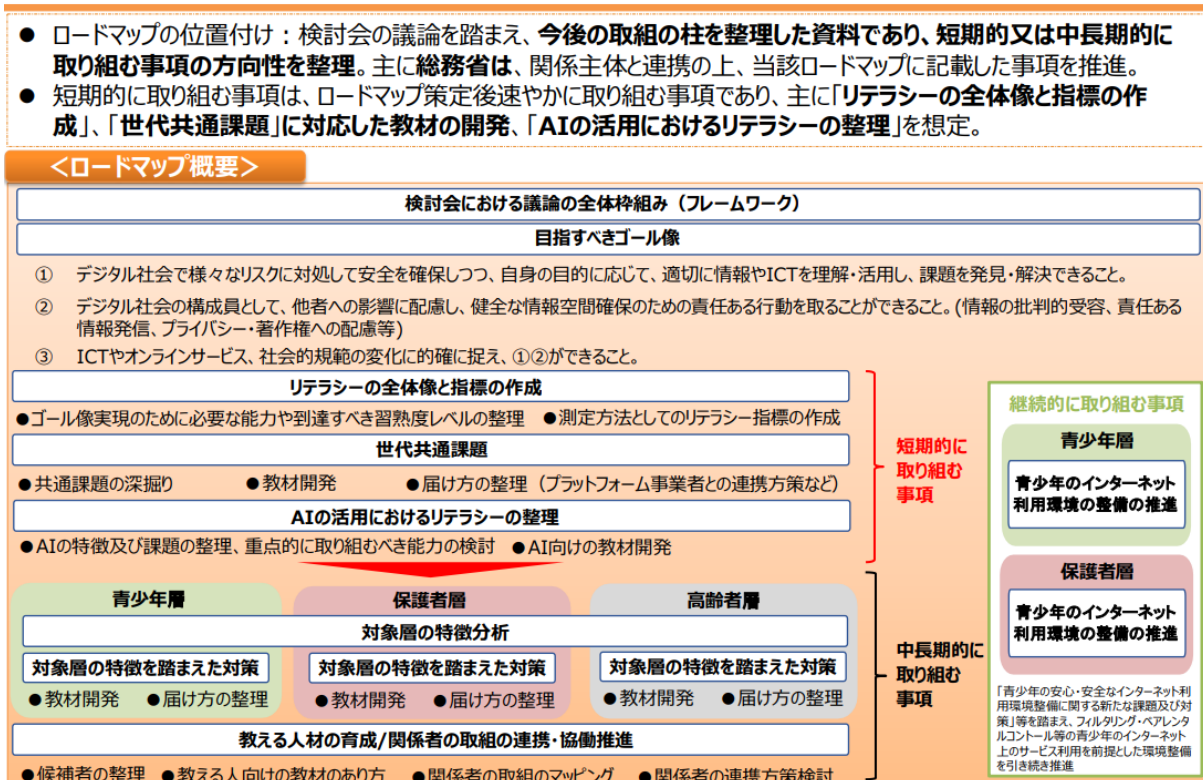 ● ロードマップの位置付け：検討会の議論を踏まえ、今後の取組の柱を整理した資料であり、短期的又は中長期的に
取り組む事項の方向性を整理。主に総務省は、関係主体と連携の上、当該ロードマップに記載した事項を推進。
● 短期的に取り組む事項は、ロードマップ策定後速やかに取り組む事項であり、主に「リテラシーの全体像と指標の作
成」、「世代共通課題」に対応した教材の開発、「AIの活用におけるリテラシーの整理」を想定。
＜ロードマップ概要＞
検討会における議論の全体枠組み（フレームワーク）
目指すべきゴール像
① デジタル社会で様々なリスクに対処して安全を確保しつつ、自身の目的に応じて、適切に情報やICTを理解・活用し、課題を発見・解決できること。
② デジタル社会の構成員として、他者への影響に配慮し、健全な情報空間確保のための責任ある行動を取ることができること。(情報の批判的受容、責任ある
情報発信、プライバシー・著作権への配慮等)
③ ICTやオンラインサービス、社会的規範の変化に的確に捉え、①②ができること。
リテラシーの全体像と指標の作成
●ゴール像実現のために必要な能力や到達すべき習熟度レベルの整理 ●測定方法としてのリテラシー指標の作成
世代共通課題
●共通課題の深掘り ●教材開発 ●届け方の整理（プラットフォーム事業者との連携方策など）
AIの活用におけるリテラシーの整理
●AIの特徴及び課題の整理、重点的に取り組むべき能力の検討 ●AI向けの教材開発
短期的に
取り組む
事項
青少年層 保護者層 高齢者層
対象層の特徴分析
対象層の特徴を踏まえた対策 対象層の特徴を踏まえた対策 対象層の特徴を踏まえた対策
●教材開発 ●届け方の整理 ●教材開発 ●届け方の整理 ●教材開発 ●届け方の整理
教える人材の育成/関係者の取組の連携・協働推進
●候補者の整理 ●教える人向けの教材のあり方 ●関係者の取組のマッピング ●関係者の連携方策検討
中長期的に
取り組む
事項
継続的に取り組む事項
青少年層
青少年のインターネット
利用環境の整備の推進
保護者層
青少年のインターネット
利用環境の整備の推進
「青少年の安心・安全なインターネット利
用環境整備に関する新たな課題及び対
策」等を踏まえ、フィルタリング・ペアレンタ
ルコントロール等の青少年のインターネット
上のサービス利用を前提とした環境整備
を引き続き推進